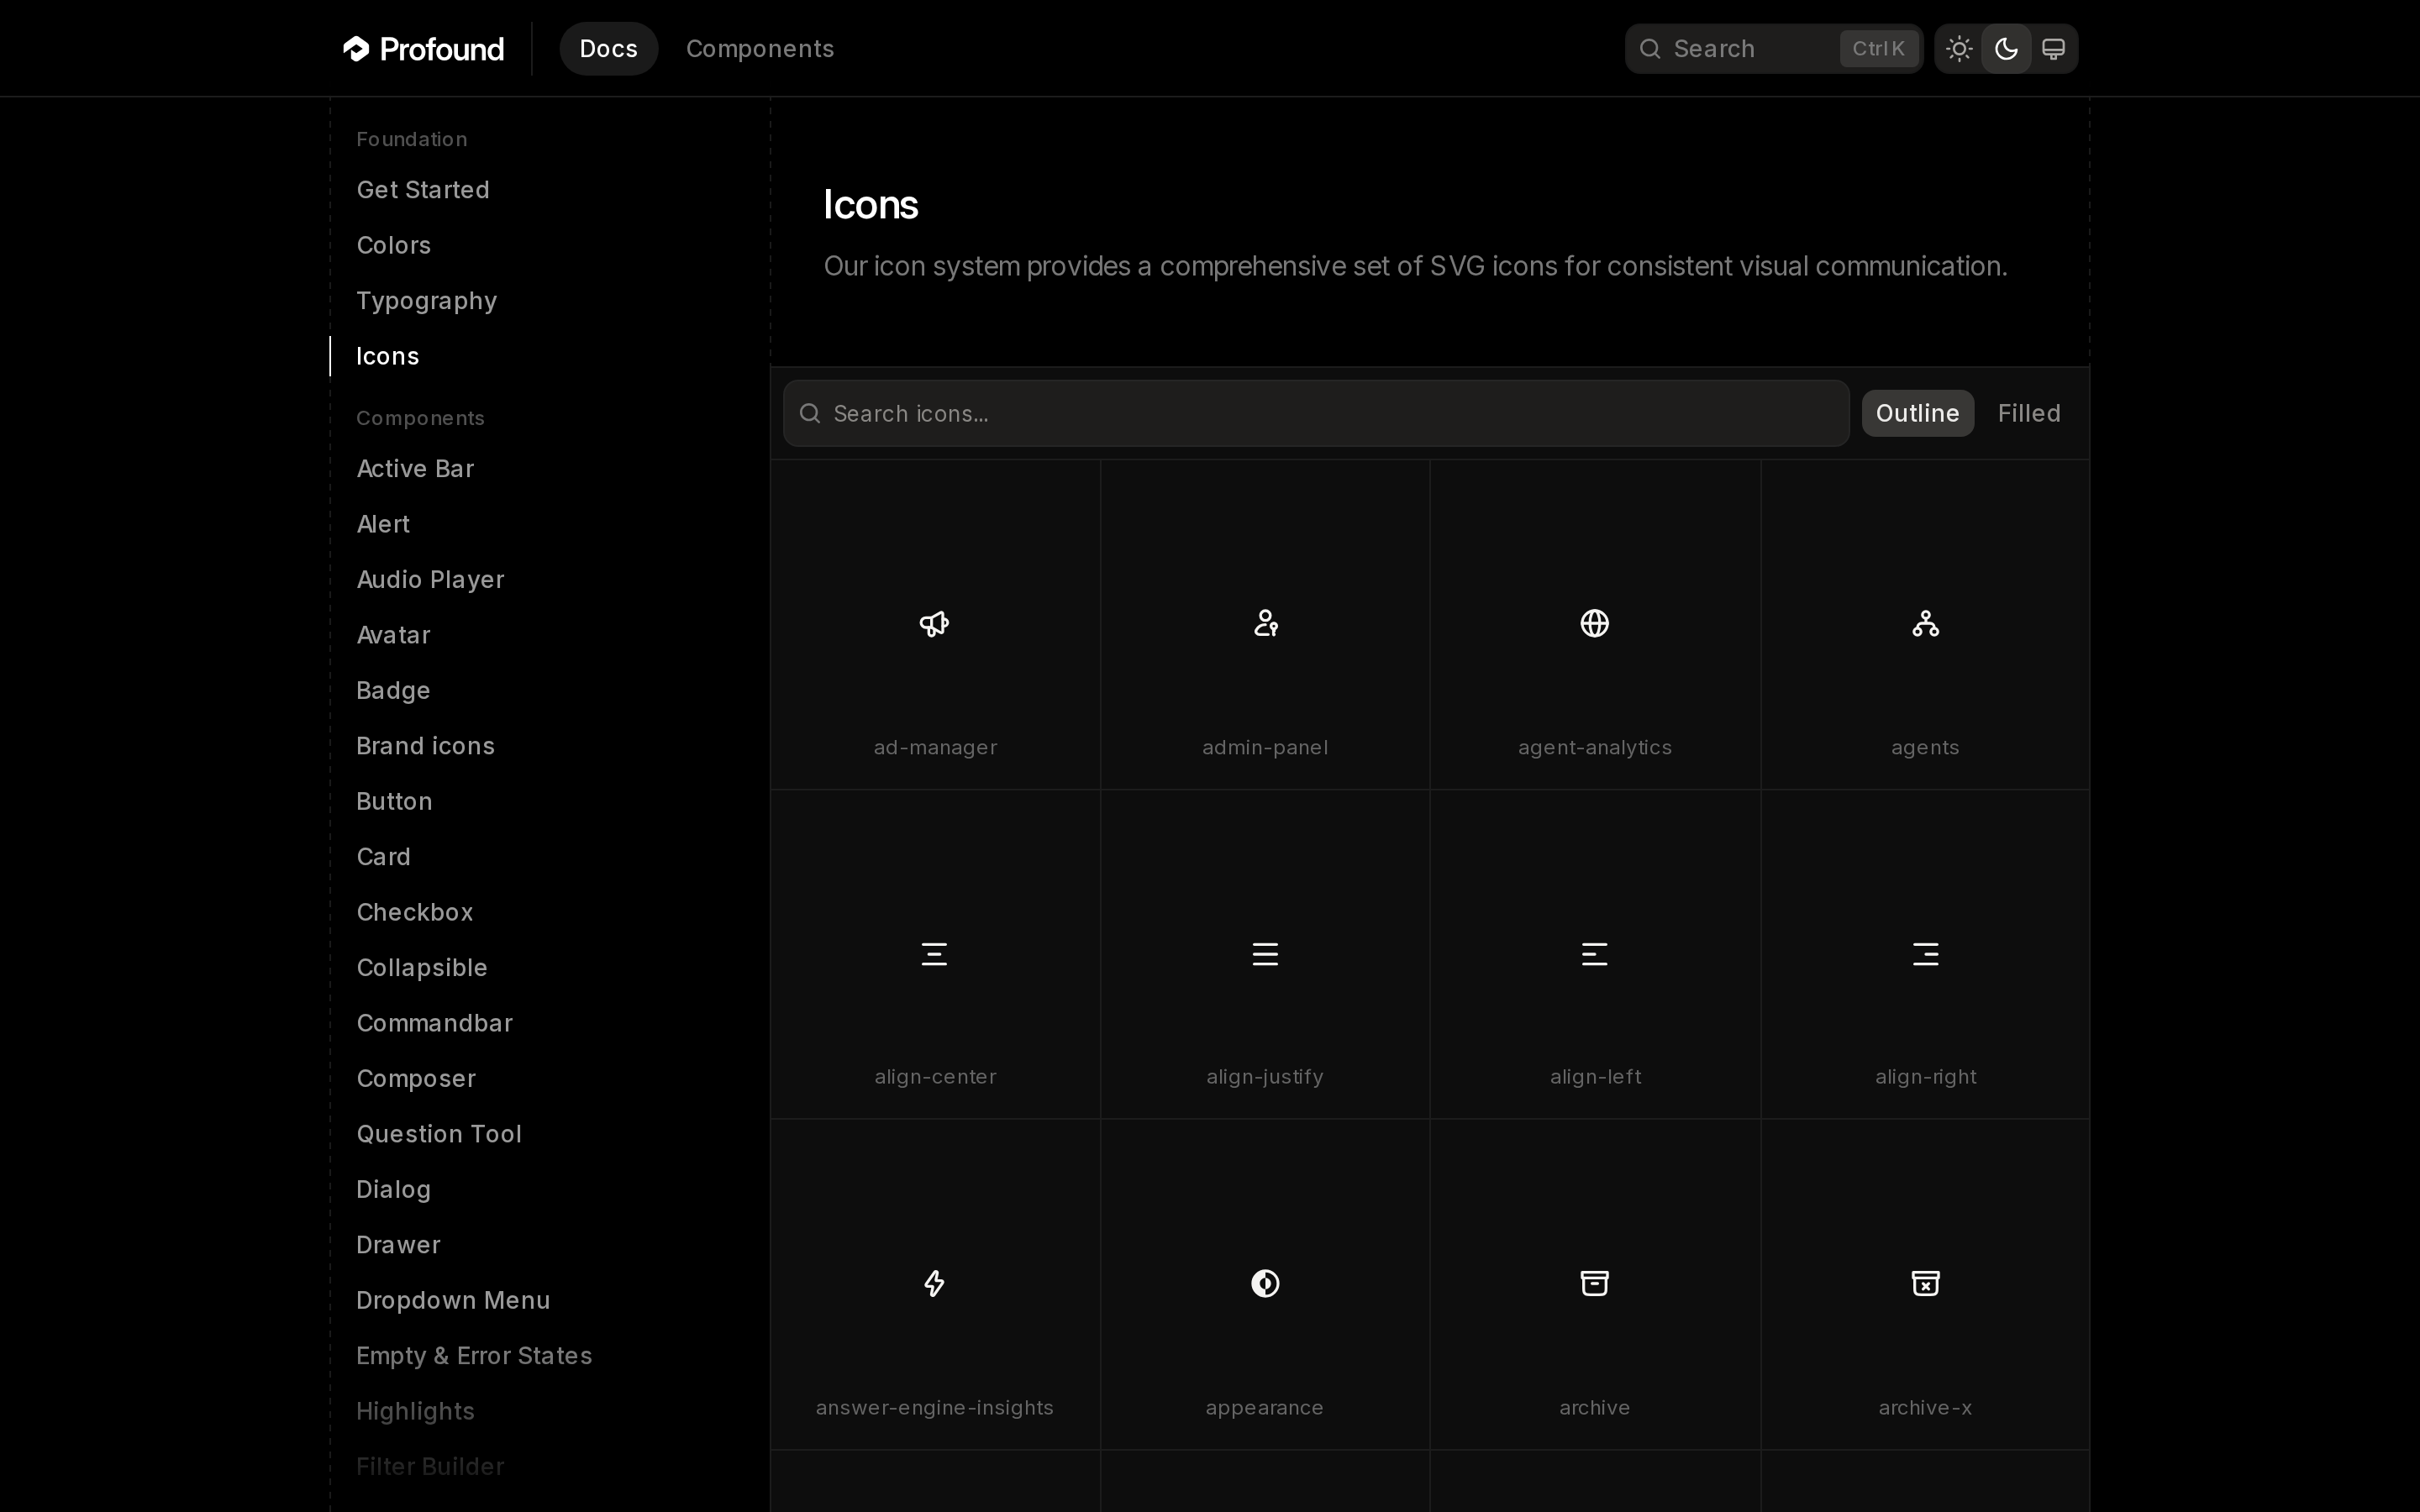 Profound
Docs
Components
Search
Ctrl K
Foundation
Get Started
Colors
Typography
Icons
Components
Active Bar
Alert
Audio Player
Avatar
Badge
Brand icons
Button
Card
Checkbox
Collapsible
Commandbar
Composer
Question Tool
Dialog
Drawer
Dropdown Menu
Empty & Error States
Highlights
Filter Builder
Icons
Our icon system provides a comprehensive set of SVG icons for consistent visual communication.
Search icons...
Outline
Filled
ad-manager
admin-panel
agent-analytics
agents
align-center
align-justify
align-left
align-right
answer-engine-insights
appearance
archive
archive-x